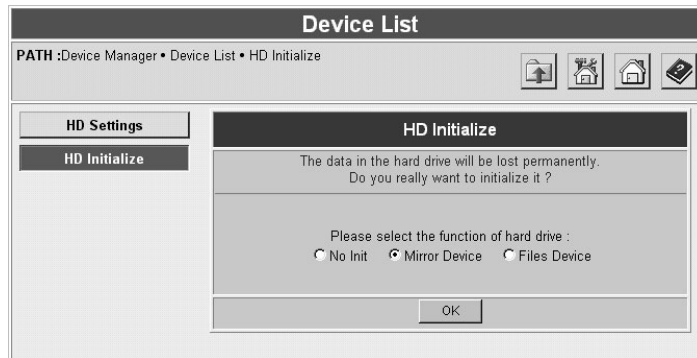 Device List
PATH :Device Manager • Device List • HD Initialize
HD Settings
HD Initialize
HD Initialize
The data in the hard drive will be lost permanently.
Do you really want to initialize it ?
Please select the function of hard drive :
No Init Mirror Device Files Device
OK